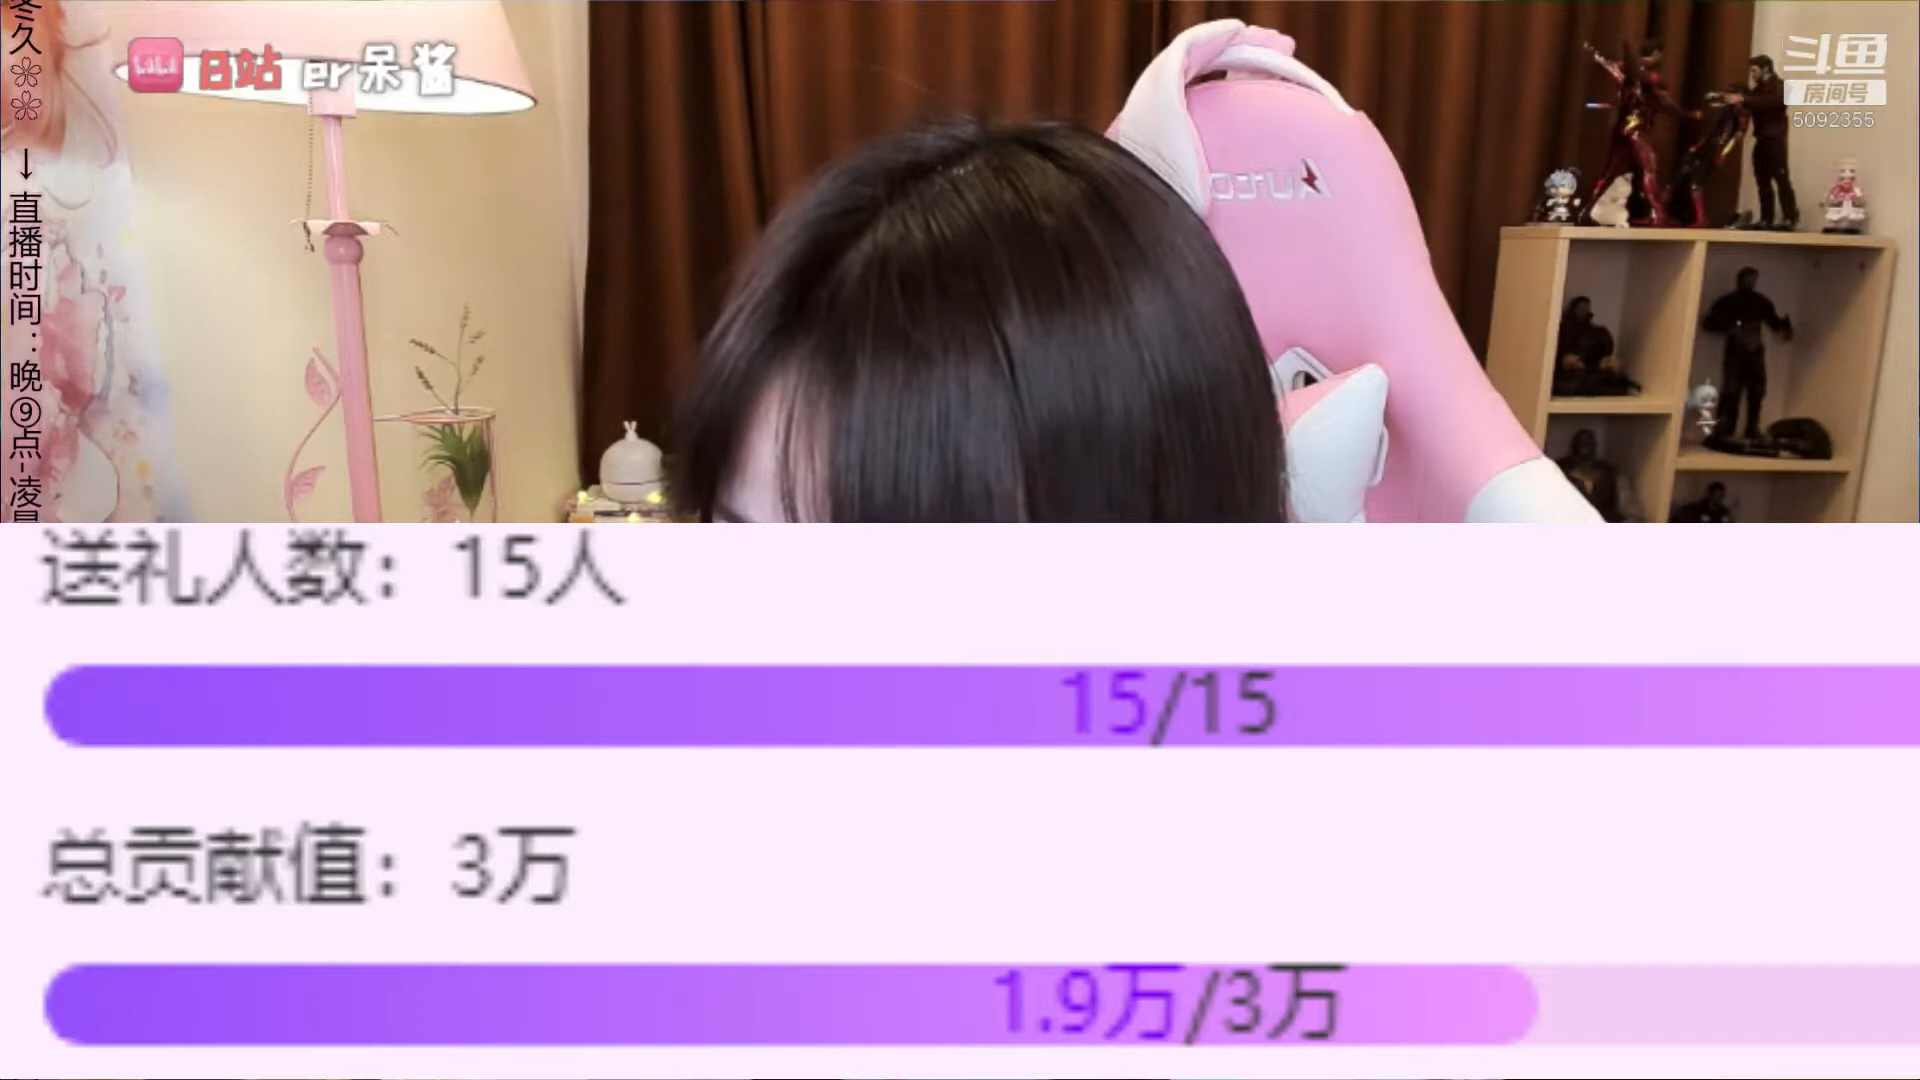 冬久🌸🌸 ↓ 直播时间：晚⑨点-凌
B站 er呆酱
斗鱼
房间号
5092355
送礼人数：15人
15/15
总贡献值：3万
1.9万/3万